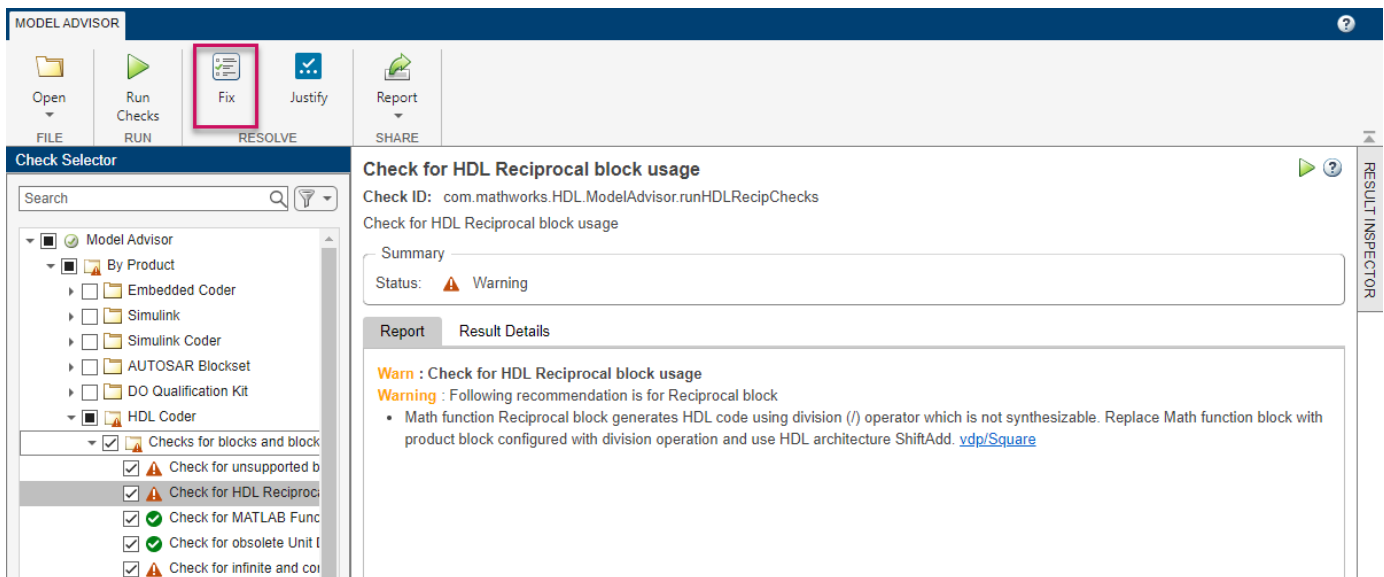 MODEL ADVISOR
Open
Run
Checks
Fix
Justify
Report
FILE
RUN
RESOLVE
SHARE
Check Selector
Search
Model Advisor
By Product
Embedded Coder
Simulink
Simulink Coder
AUTOSAR Blockset
DO Qualification Kit
HDL Coder
Checks for blocks and block
Check for unsupported b
Check for HDL Reciproca
Check for MATLAB Func
Check for obsolete Unit
Check for infinite and
Check for HDL Reciprocal block usage
Check ID: com.mathworks.HDL.ModelAdvisor.runHDLRecipChecks
Check for HDL Reciprocal block usage
Summary
Status: Warning
Report Result Details
Warn : Check for HDL Reciprocal block usage
Warning : Following recommendation is for Reciprocal block
• Math function Reciprocal block generates HDL code using division (/) operator which is not synthesizable. Replace Math function block with
product block configured with division operation and use HDL architecture ShiftAdd. vdp/Square
RESULT INSPECTOR